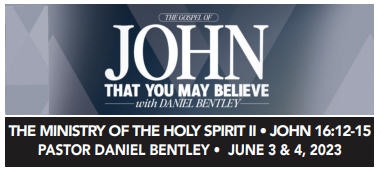 THE GOSPEL OF
JOHN
THAT YOU MAY BELIEVE
with DANIEL BENTLEY
THE MINISTRY OF THE HOLY SPIRIT II • JOHN 16:12-15
PASTOR DANIEL BENTLEY • JUNE 3 & 4, 2023